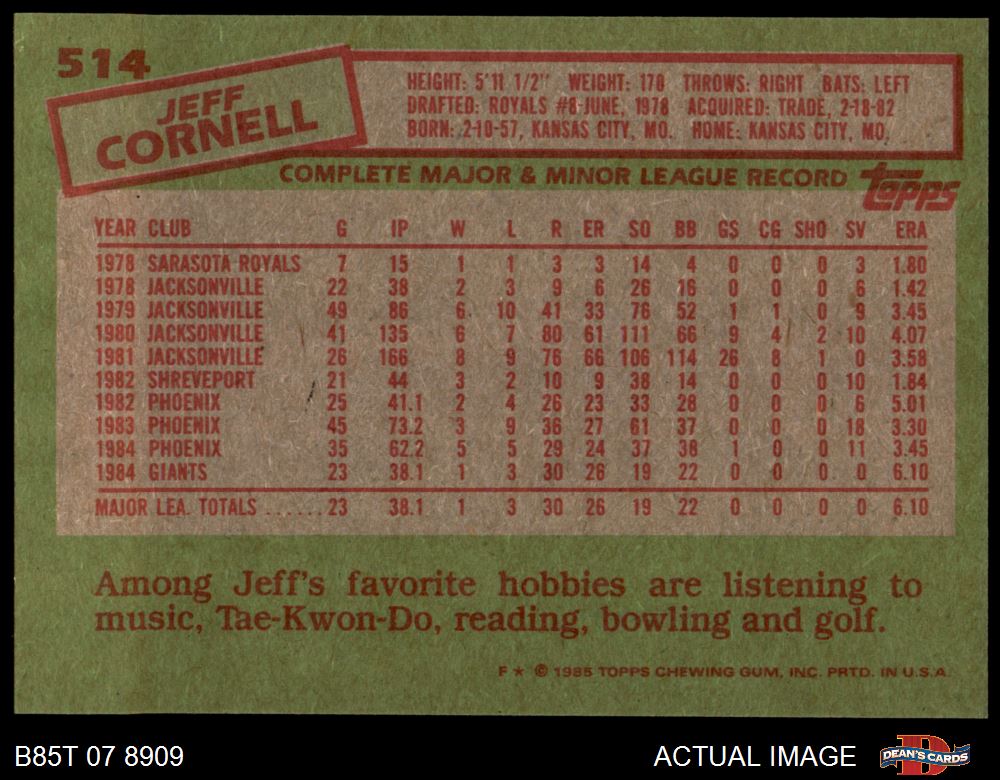 514
JEFF
CORNELL
HEIGHT: 5'11 1/2" WEIGHT: 170 THROWS: RIGHT BATS: LEFT
DRAFTED: ROYALS #8-JUNE, 1978 ACQUIRED: TRADE, 2-18-82
BORN: 2-10-57, KANSAS CITY, MO. HOME: KANSAS CITY, MO.
COMPLETE MAJOR & MINOR LEAGUE RECORD topps
YEAR CLUB G IP W L R ER SO BB GS CG SHO SV ERA
1978 SARASOTA ROYALS 7 15 1 1 3 3 14 4 0 0 0 3 1.80
1978 JACKSONVILLE 22 38 2 3 9 6 26 16 0 0 0 6 1.42
1979 JACKSONVILLE 49 86 6 10 41 33 76 52 1 1 0 9 3.45
1980 JACKSONVILLE 41 135 6 7 80 61 111 66 9 4 2 10 4.07
1981 JACKSONVILLE 26 166 8 9 76 66 106 114 26 8 1 0 3.58
1982 SHREVEPORT 21 44 3 2 10 9 38 14 0 0 0 10 1.84
1982 PHOENIX 25 41.1 2 4 26 23 33 28 0 0 0 6 5.01
1983 PHOENIX 45 73.2 3 9 36 27 61 37 0 0 0 18 3.30
1984 PHOENIX 35 62.2 5 5 29 24 37 38 1 0 0 11 3.45
1984 GIANTS 23 38.1 1 3 30 26 19 22 0 0 0 0 6.10
MAJOR LEA. TOTALS ......23 38.1 1 3 30 26 19 22 0 0 0 0 6.10
Among Jeff's favorite hobbies are listening to
music, Tae-Kwon-Do, reading, bowling and golf.
F ★ © 1985 TOPPS CHEWING GUM, INC. PRTD. IN U.S.A.
B85T 07 8909 ACTUAL IMAGE DEAN'S CARDS